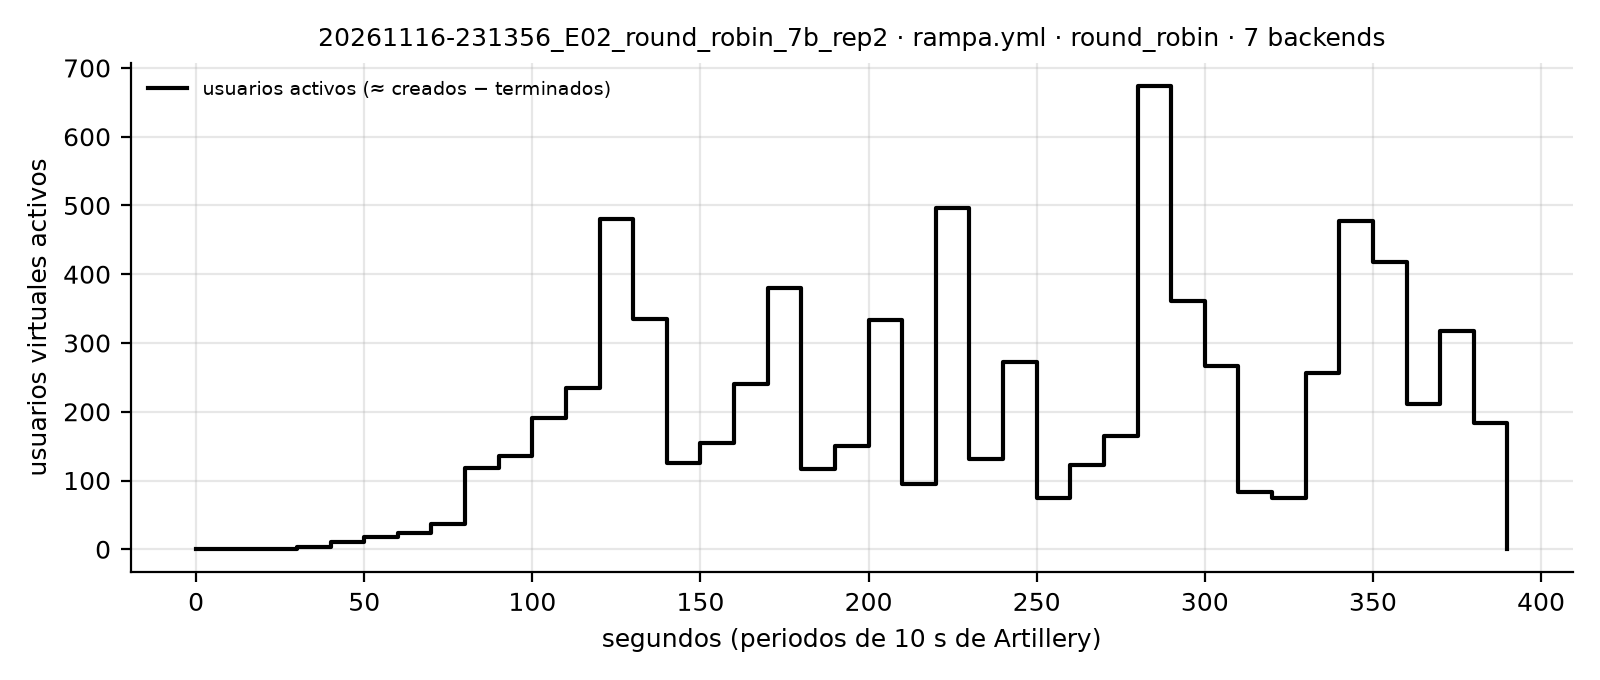 20261116-231356_E02_round_robin_7b_rep2 · rampa.yml · round_robin · 7 backends
usuarios activos (≈ creados − terminados)
usuarios virtuales activos
700
600
500
400
300
200
100
0
0 50 100 150 200 250 300 350 400
segundos (periodos de 10 s de Artillery)